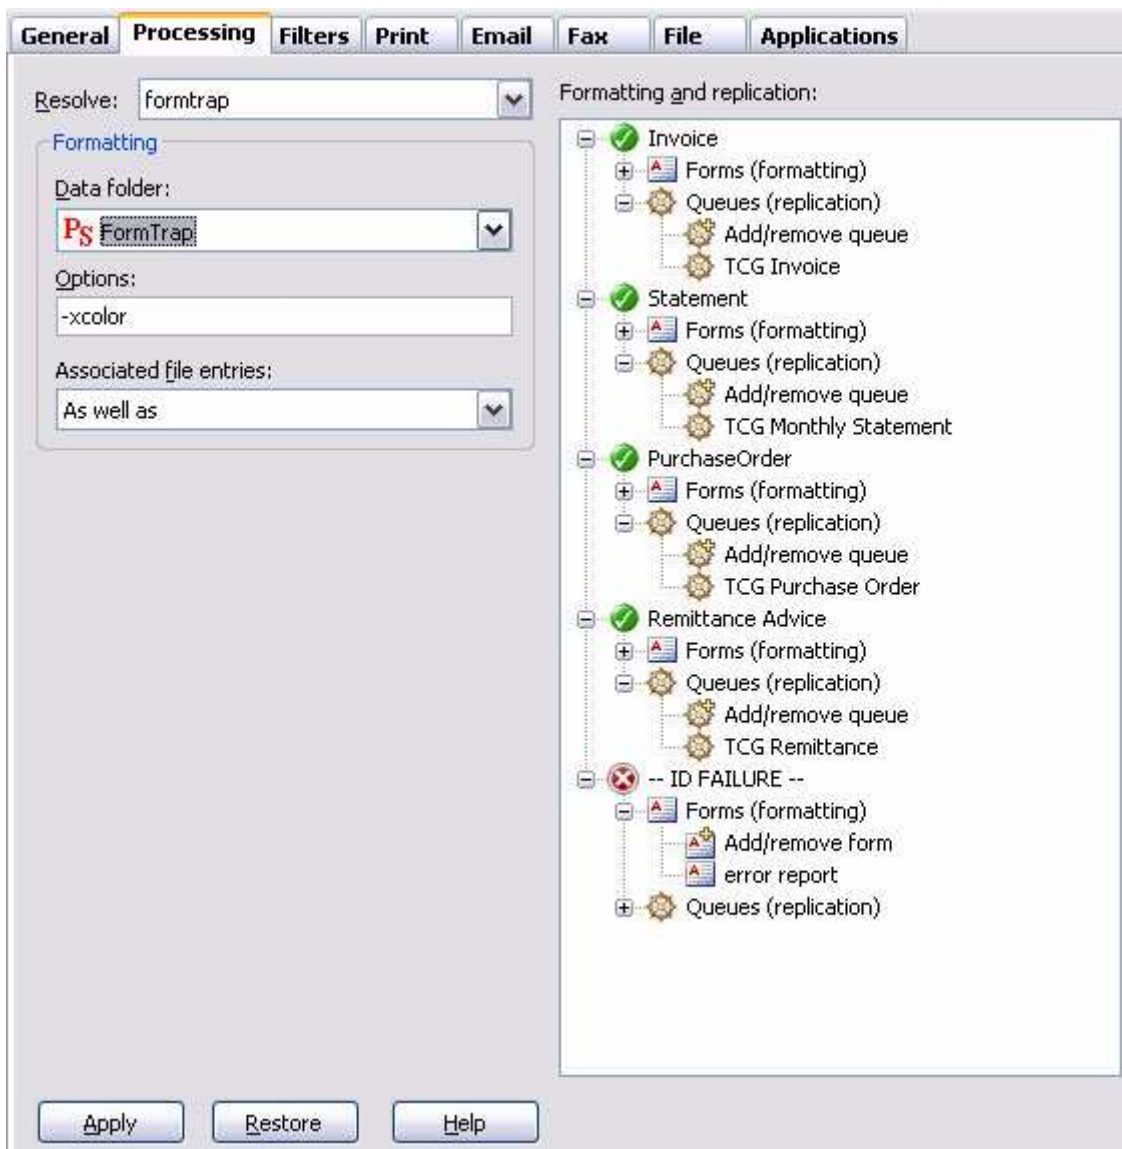 General Processing Filters Print Email Fax File Applications
Resolve: formtrap
Formatting
Data folder:
PS FormTrap
Options:
-xcolor
Associated file entries:
As well as
Formatting and replication:
Invoice
Forms (formatting)
Queues (replication)
Add/remove queue
TCG Invoice
Statement
Forms (formatting)
Queues (replication)
Add/remove queue
TCG Monthly Statement
PurchaseOrder
Forms (formatting)
Queues (replication)
Add/remove queue
TCG Purchase Order
Remittance Advice
Forms (formatting)
Queues (replication)
Add/remove queue
TCG Remittance
-- ID FAILURE --
Forms (formatting)
Add/remove form
error report
Queues (replication)
Apply Restore Help